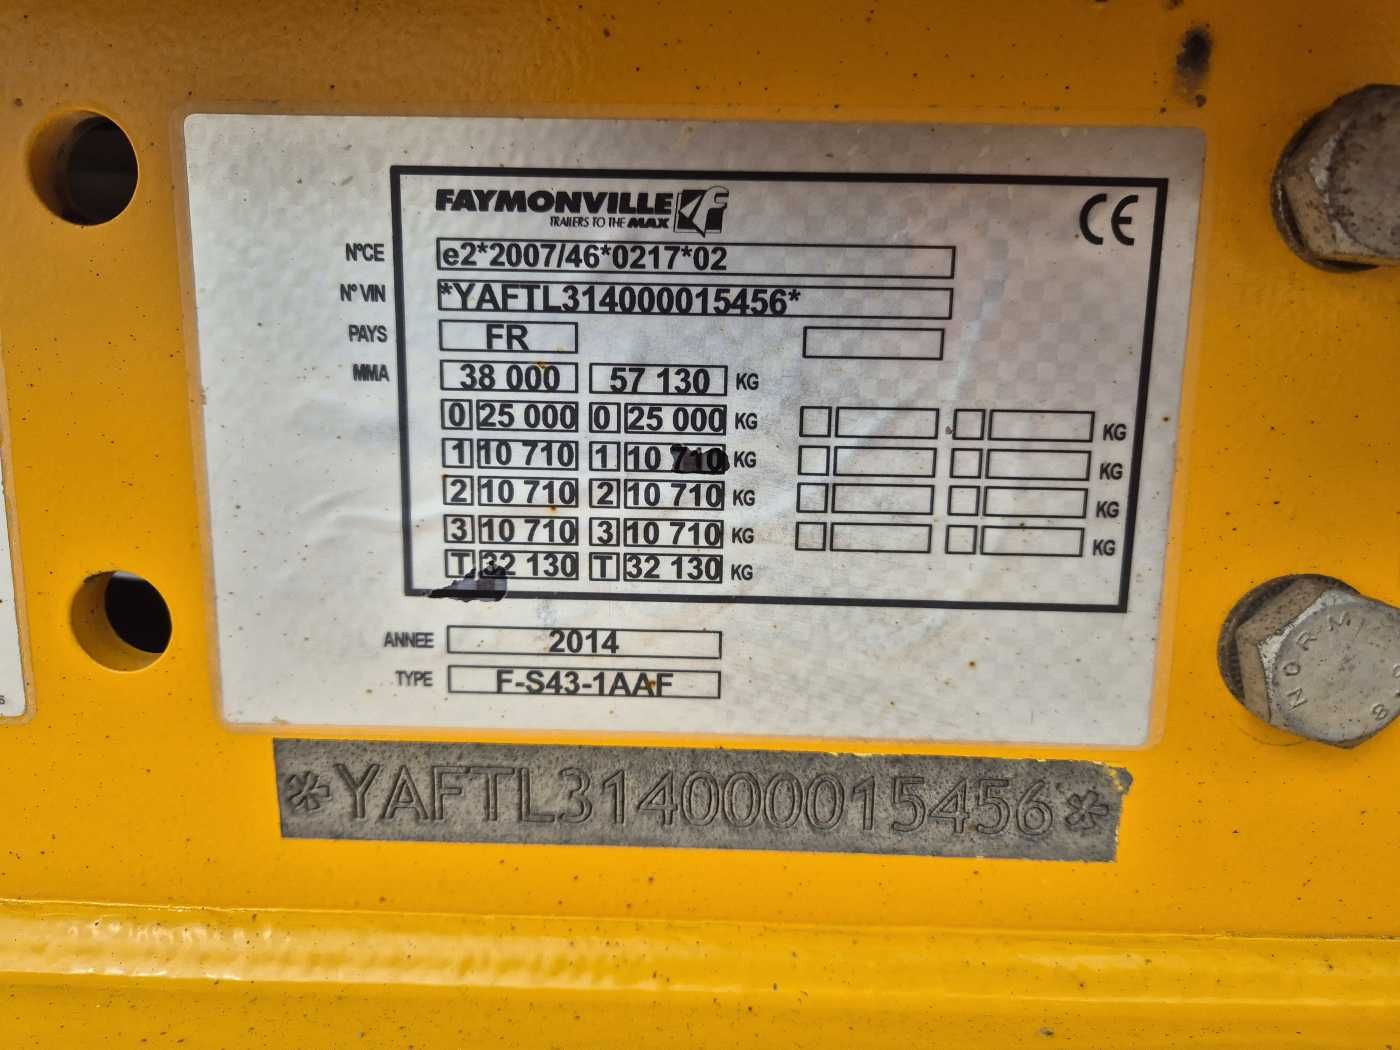 FAYMONVILLE
TRAILERS TO THE MAX
CE
N°CE e2*2007/46*0217*02
N° VIN *YAFTL314000015456*
PAYS FR
MMA 38 000 57 130 KG
0 25 000 0 25 000 KG KG
1 10 710 1 10 710 KG KG
2 10 710 2 10 710 KG KG
3 10 710 3 10 710 KG KG
T 32 130 T 32 130 KG
ANNEE 2014
TYPE F-S43-1AAF
*YAFTL314000015456*